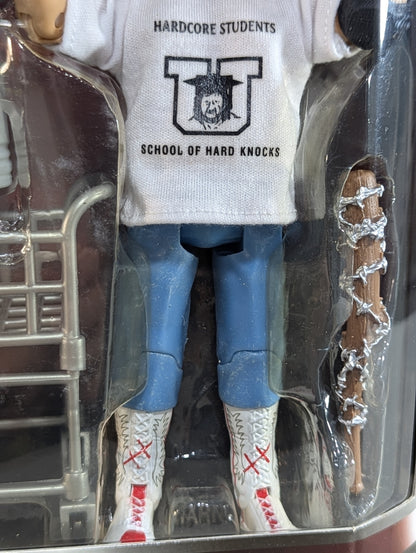 HARDCORE STUDENTS
U
SCHOOL OF HARD KNOCKS